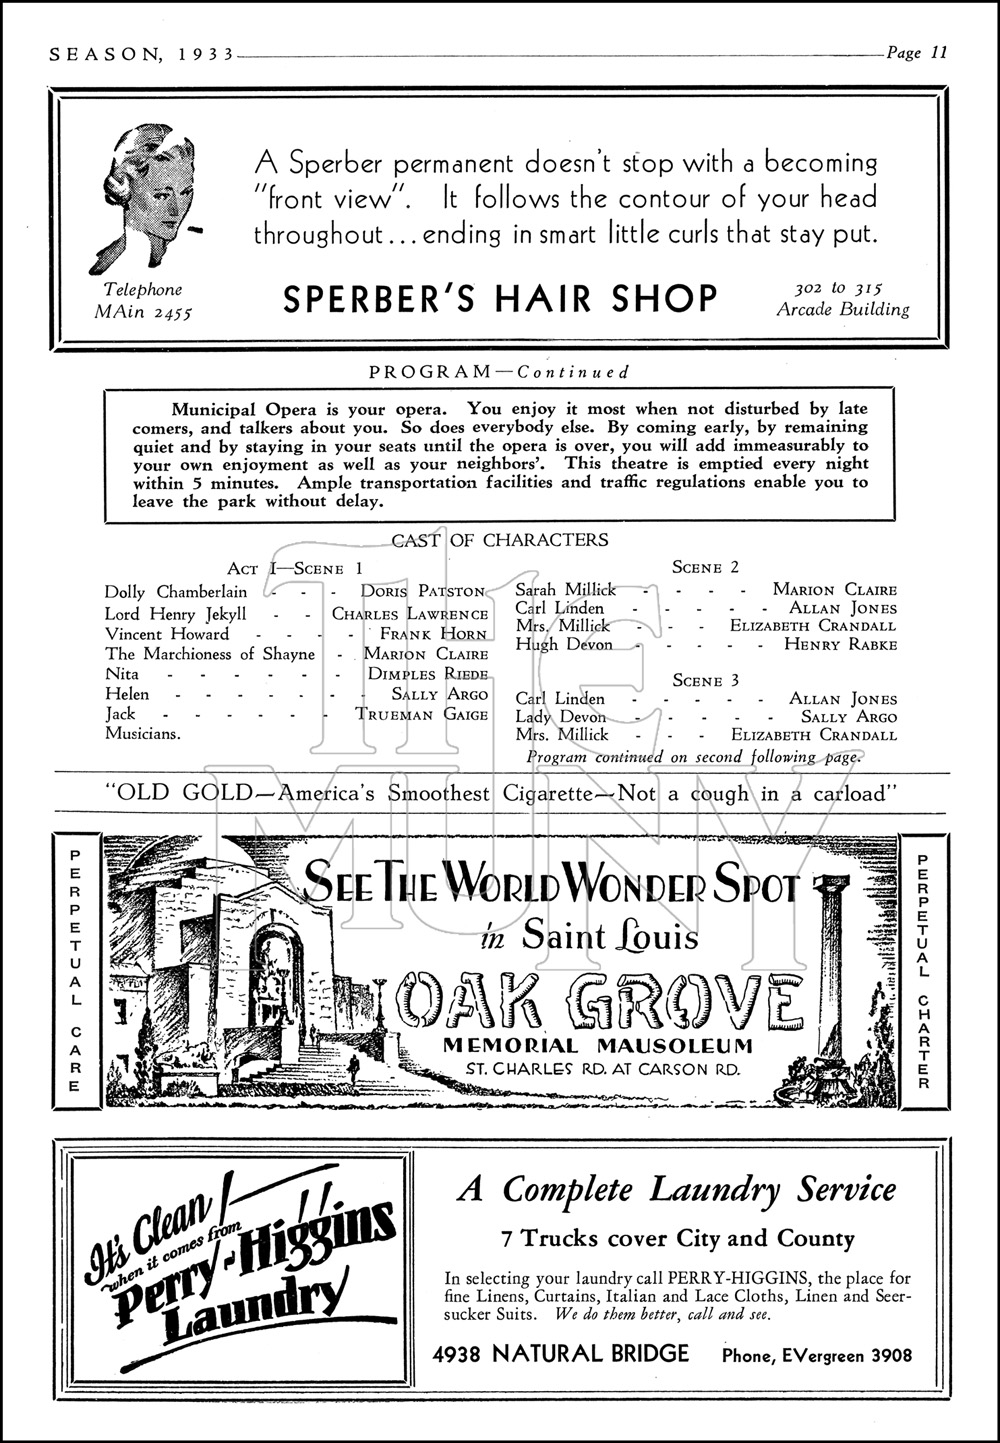 SEASON, 1933 Page 11
A Sperber permanent doesn't stop with a becoming
"front view". It follows the contour of your head
throughout...ending in smart little curls that stay put.
Telephone
MAin 2455
SPERBER'S HAIR SHOP
302 to 315
Arcade Building
PROGRAM—Continued
Municipal Opera is your opera. You enjoy it most when not disturbed by late
comers, and talkers about you. So does everybody else. By coming early, by remaining
quiet and by staying in your seats until the opera is over, you will add immeasurably to
your own enjoyment as well as your neighbors'. This theatre is emptied every night
within 5 minutes. Ample transportation facilities and traffic regulations enable you to
leave the park without delay.
CAST OF CHARACTERS
ACT I—SCENE 1
Dolly Chamberlain - - - DORIS PATSTON
Lord Henry Jekyll - - CHARLES LAWRENCE
Vincent Howard - - - - FRANK HORN
The Marchioness of Shayne - MARION CLAIRE
Nita - - - - - - - DIMPLES RIEDE
Helen - - - - - - SALLY ARGO
Jack - - - - - - TRUEMAN GAIGE
Musicians.
SCENE 2
Sarah Millick - - - - MARION CLAIRE
Carl Linden - - - - - ALLAN JONES
Mrs. Millick - - - ELIZABETH CRANDALL
Hugh Devon - - - - - HENRY RABKE
SCENE 3
Carl Linden - - - - - ALLAN JONES
Lady Devon - - - - - SALLY ARGO
Mrs. Millick - - - ELIZABETH CRANDALL
Program continued on second following page.
THE
MUNY
"OLD GOLD—America's Smoothest Cigarette—Not a cough in a carload"
PERPETUAL CARE
SEE THE WORLD WONDER SPOT
in Saint Louis
OAK GROVE
MEMORIAL MAUSOLEUM
ST. CHARLES RD. AT CARSON RD.
PERPETUAL CHARTER
It's Clean!
when it comes from
Perry-Higgins
Laundry
A Complete Laundry Service
7 Trucks cover City and County
In selecting your laundry call PERRY-HIGGINS, the place for
fine Linens, Curtains, Italian and Lace Cloths, Linen and Seer-
sucker Suits. We do them better, call and see.
4938 NATURAL BRIDGE Phone, EVergreen 3908